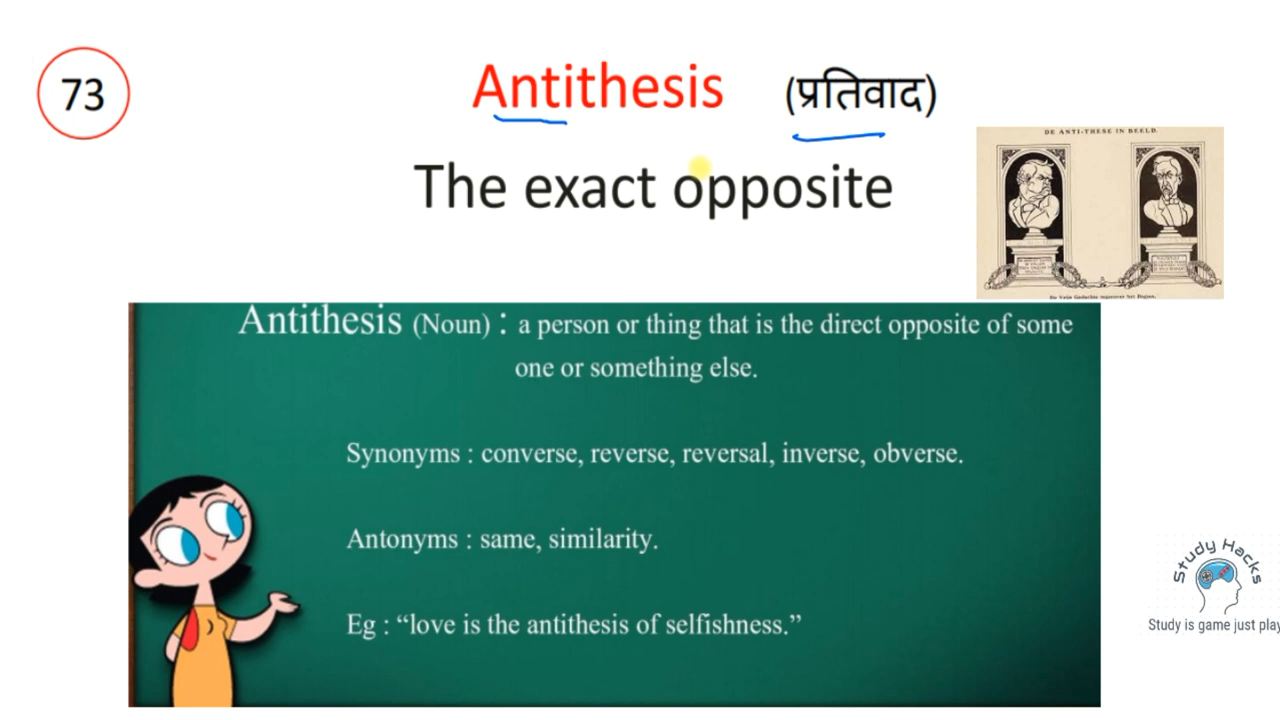 73
Antithesis (प्रतिवाद)
The exact opposite
DE ANTI-THESE IN BEELD.
Antithesis (Noun) : a person or thing that is the direct opposite of some
one or something else.
Synonyms : converse, reverse, reversal, inverse, obverse.
Antonyms : same, similarity.
Eg : “love is the antithesis of selfishness.”
Study Hacks
Study is game just play